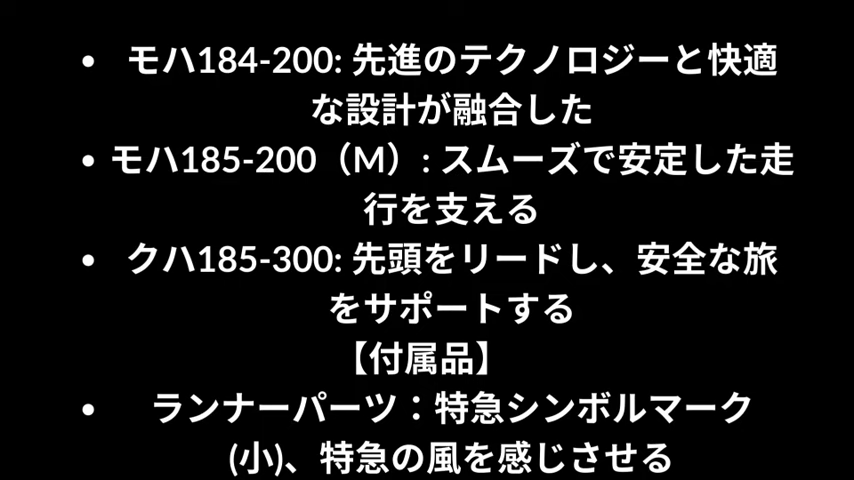 • モハ184-200: 先進のテクノロジーと快適
な設計が融合した
• モハ185-200（M）: スムーズで安定した走
行を支える
• クハ185-300: 先頭をリードし、安全な旅
をサポートする
【付属品】
• ランナーパーツ：特急シンボルマーク
(小)、特急の風を感じさせる